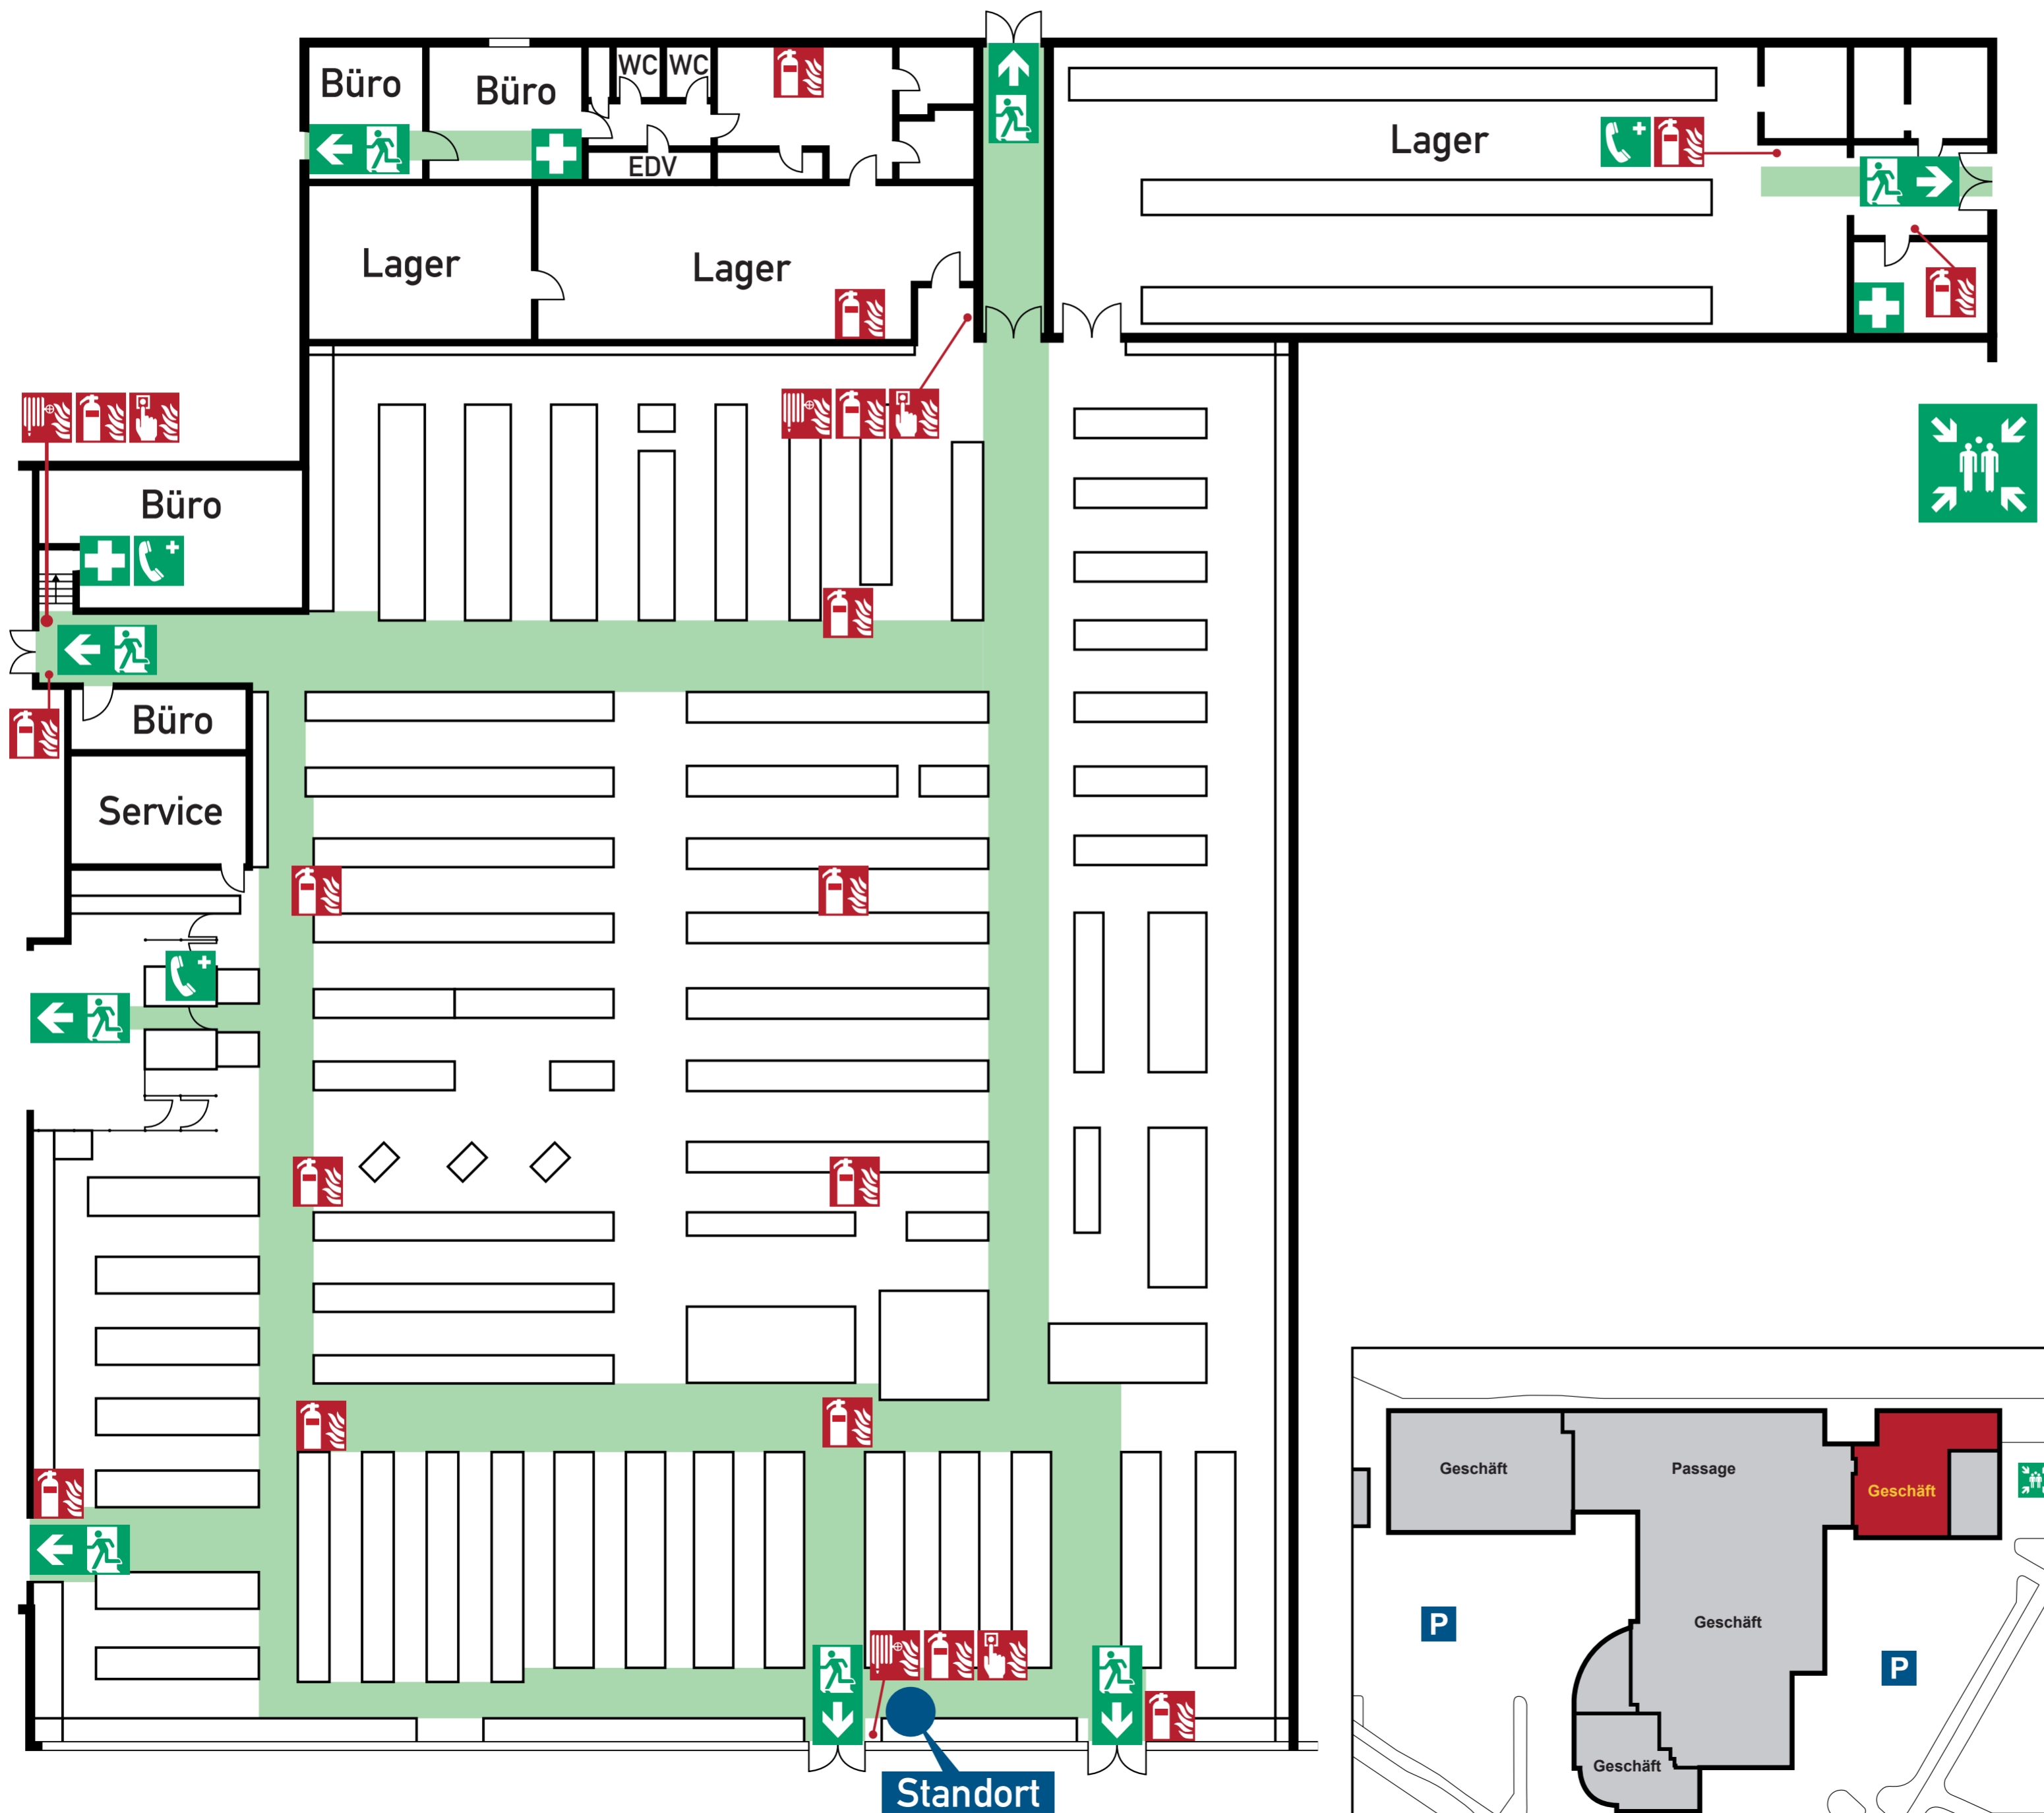 WC WC
Büro
Büro
EDV
Lager
Lager
Lager
Büro
Büro
Service
Standort
Geschäft
Passage
Geschäft
Geschäft
Geschäft
P
P